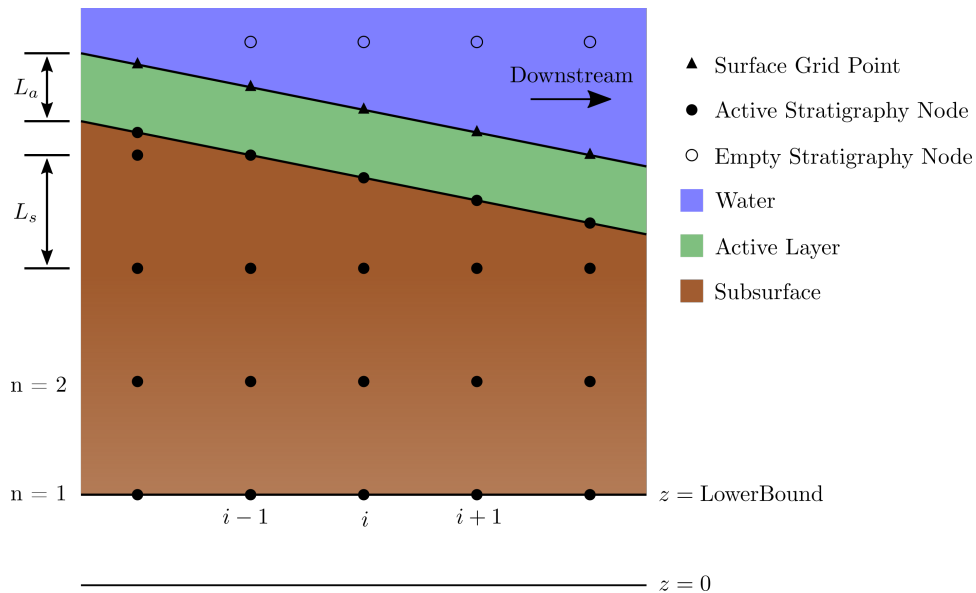 Downstream
L_a
L_s
n = 2
n = 1
i − 1
i
i + 1
z = LowerBound
z = 0
Surface Grid Point
Active Stratigraphy Node
Empty Stratigraphy Node
Water
Active Layer
Subsurface